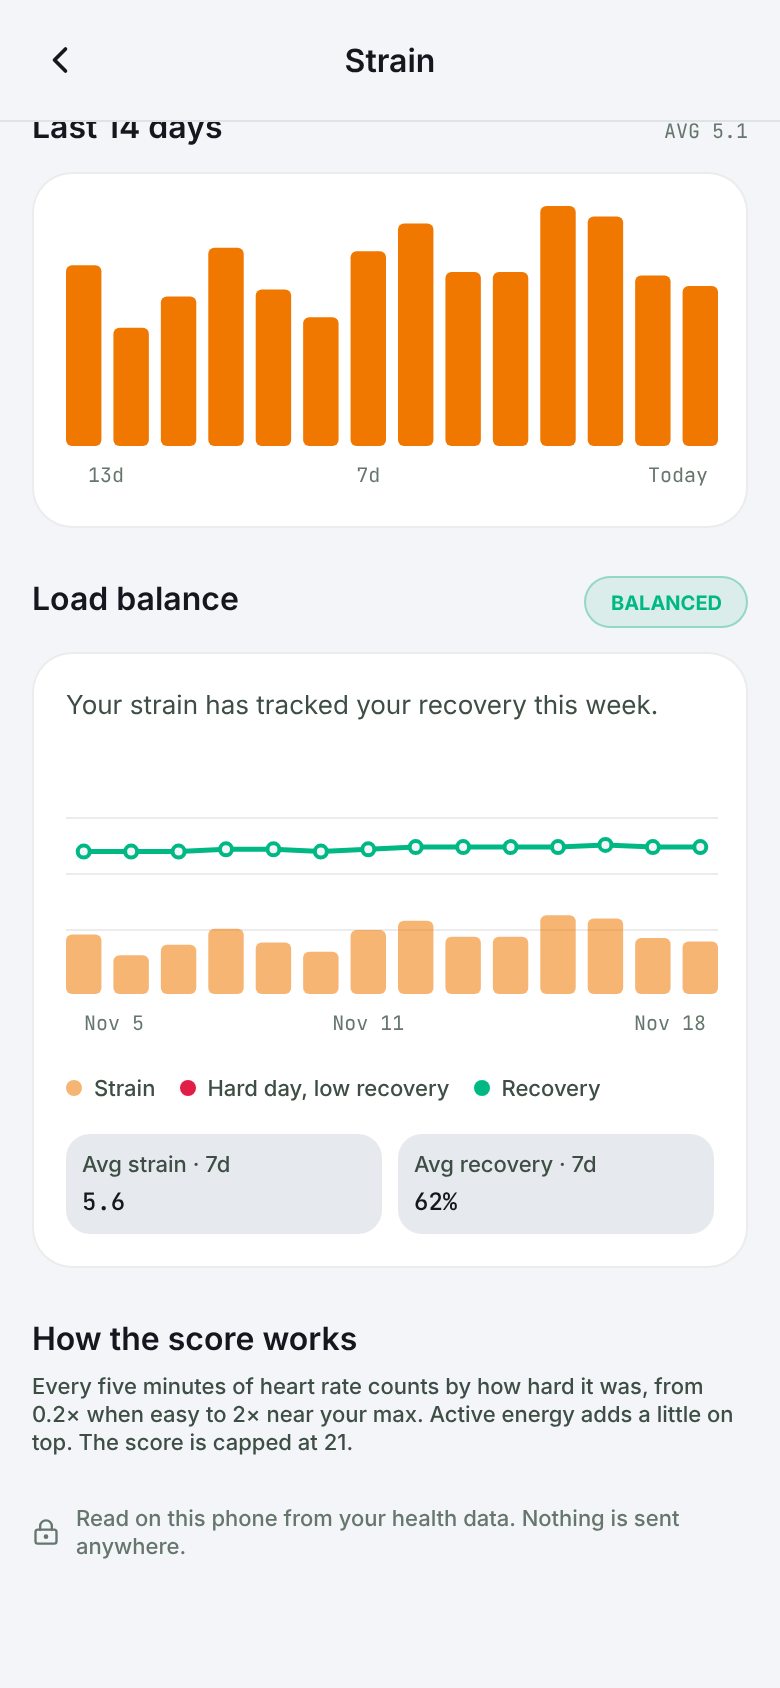 Strain
Last 14 days
AVG 5.1
13d
7d
Today
Load balance
BALANCED
Your strain has tracked your recovery this week.
Nov 5
Nov 11
Nov 18
Strain
Hard day, low recovery
Recovery
Avg strain · 7d
5.6
Avg recovery · 7d
62%
How the score works
Every five minutes of heart rate counts by how hard it was, from
0.2× when easy to 2× near your max. Active energy adds a little on
top. The score is capped at 21.
Read on this phone from your health data. Nothing is sent
anywhere.